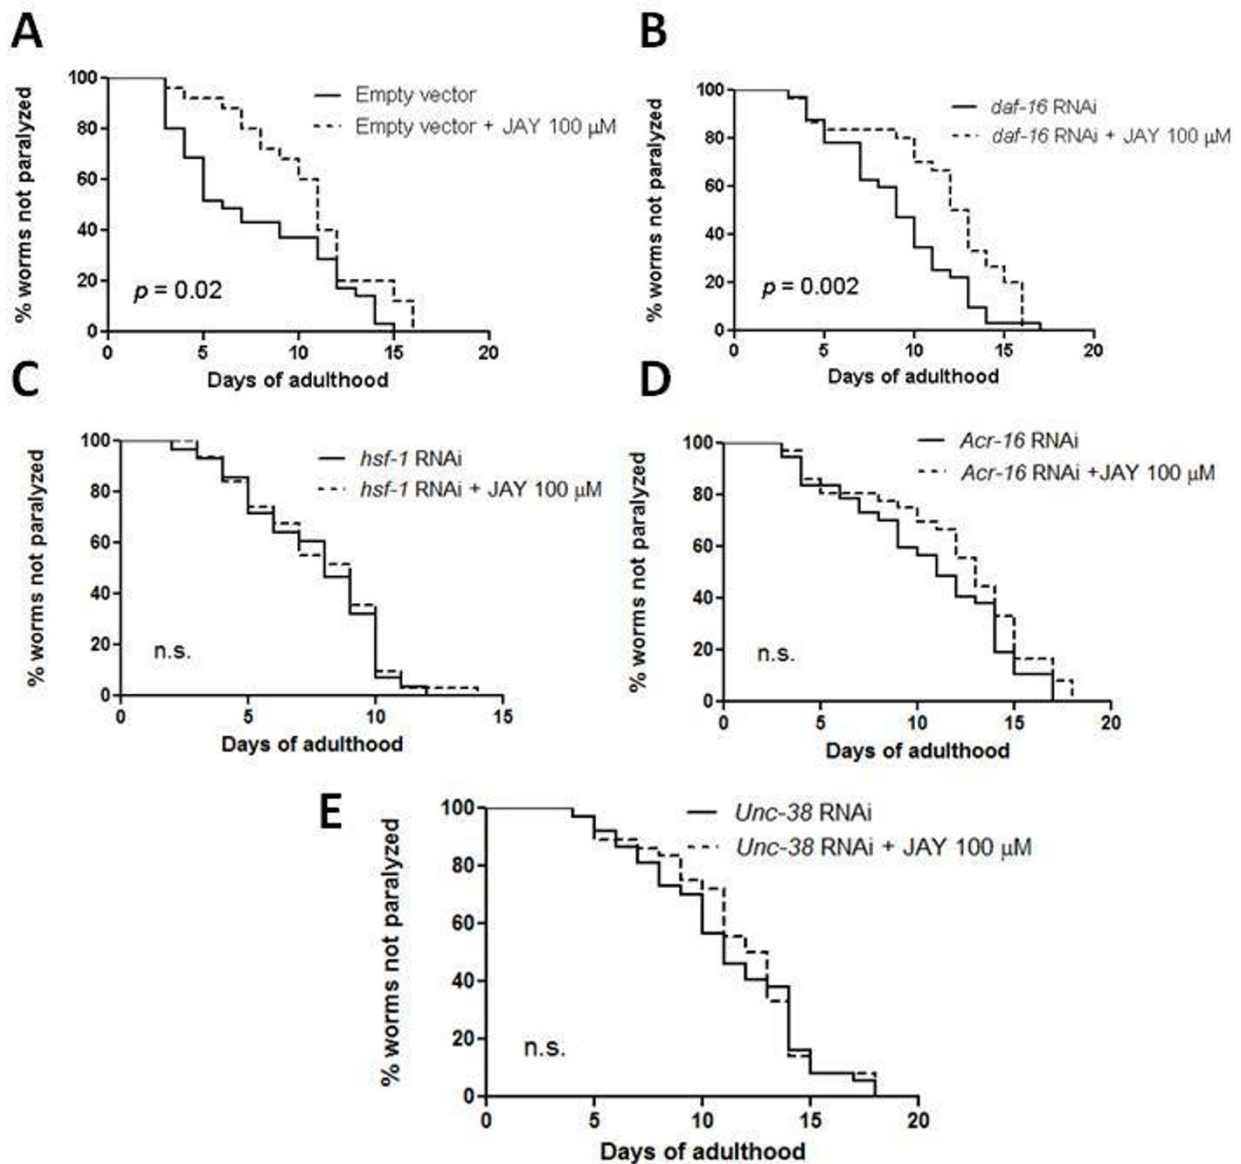 A
% worms not paralyzed
100
80
60
40
20
0
Empty vector
Empty vector + JAY 100 µM
p = 0.02
0 5 10 15 20
Days of adulthood
B
% worms not paralyzed
100
80
60
40
20
0
daf-16 RNAi
daf-16 RNAi + JAY 100 µM
p = 0.002
0 5 10 15 20
Days of adulthood
C
% worms not paralyzed
100
80
60
40
20
0
hsf-1 RNAi
hsf-1 RNAi + JAY 100 µM
n.s.
0 5 10 15
Days of adulthood
D
% worms not paralyzed
100
80
60
40
20
0
Acr-16 RNAi
Acr-16 RNAi +JAY 100 µM
n.s.
0 5 10 15 20
Days of adulthood
E
% worms not paralyzed
100
80
60
40
20
0
Unc-38 RNAi
Unc-38 RNAi + JAY 100 µM
n.s.
0 5 10 15 20
Days of adulthood